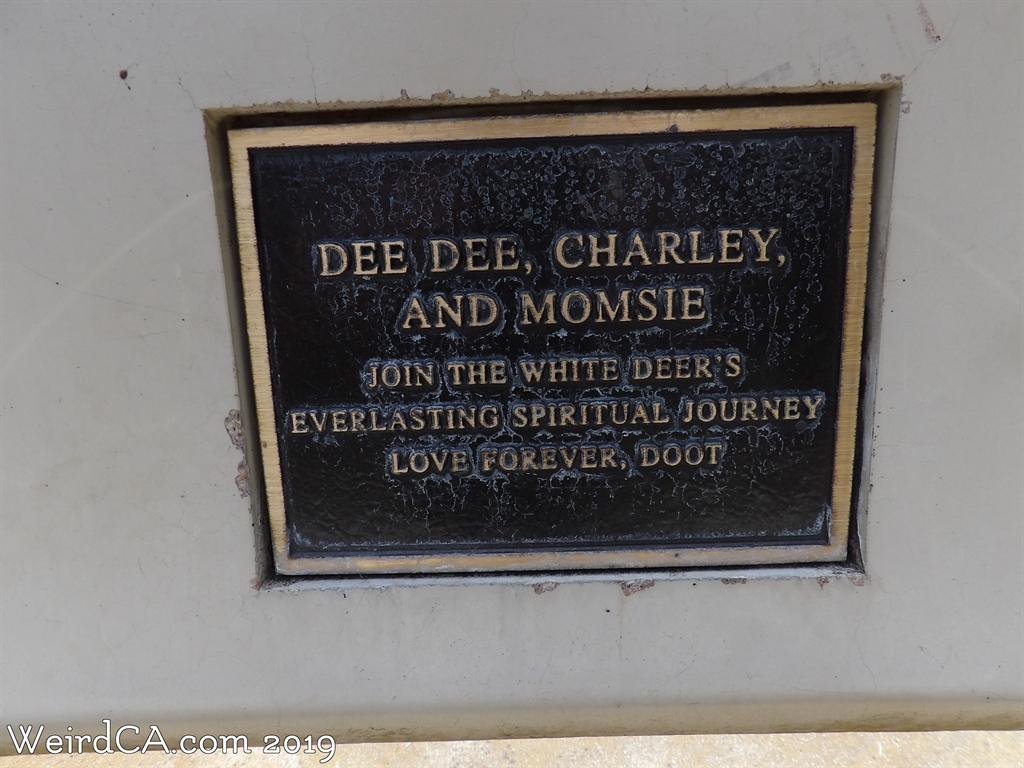 DEE DEE, CHARLEY,
AND MOMSIE
JOIN THE WHITE DEER'S
EVERLASTING SPIRITUAL JOURNEY
LOVE FOREVER, DOOT
WeirdCA.com 2019